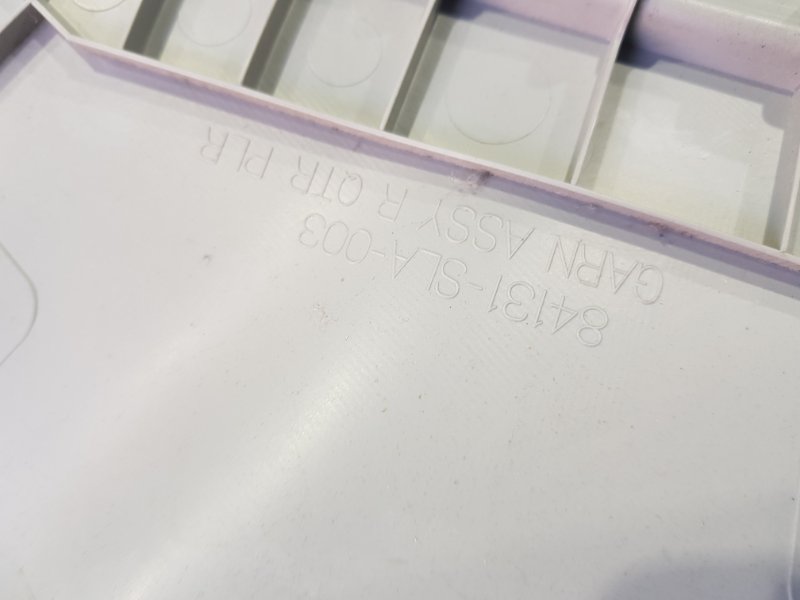 GARN ASSY R QTR PLR
84131-SLA-003